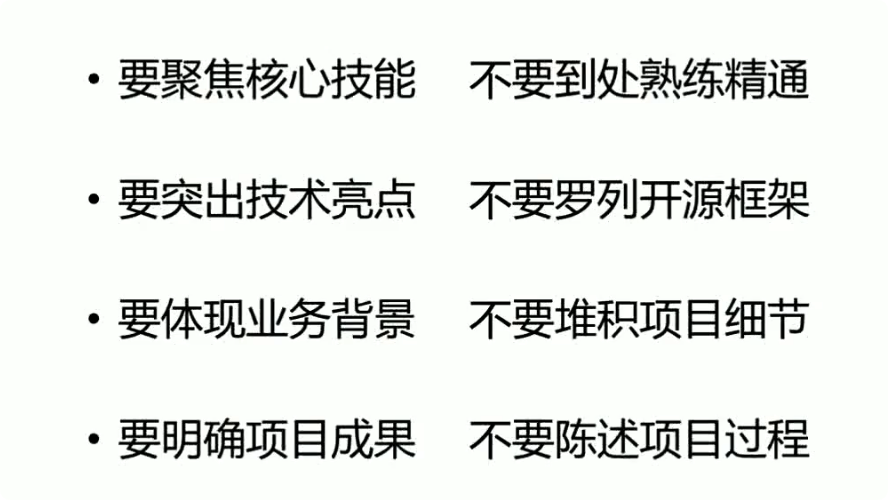 • 要聚焦核心技能 不要到处熟练精通
• 要突出技术亮点 不要罗列开源框架
• 要体现业务背景 不要堆积项目细节
• 要明确项目成果 不要陈述项目过程